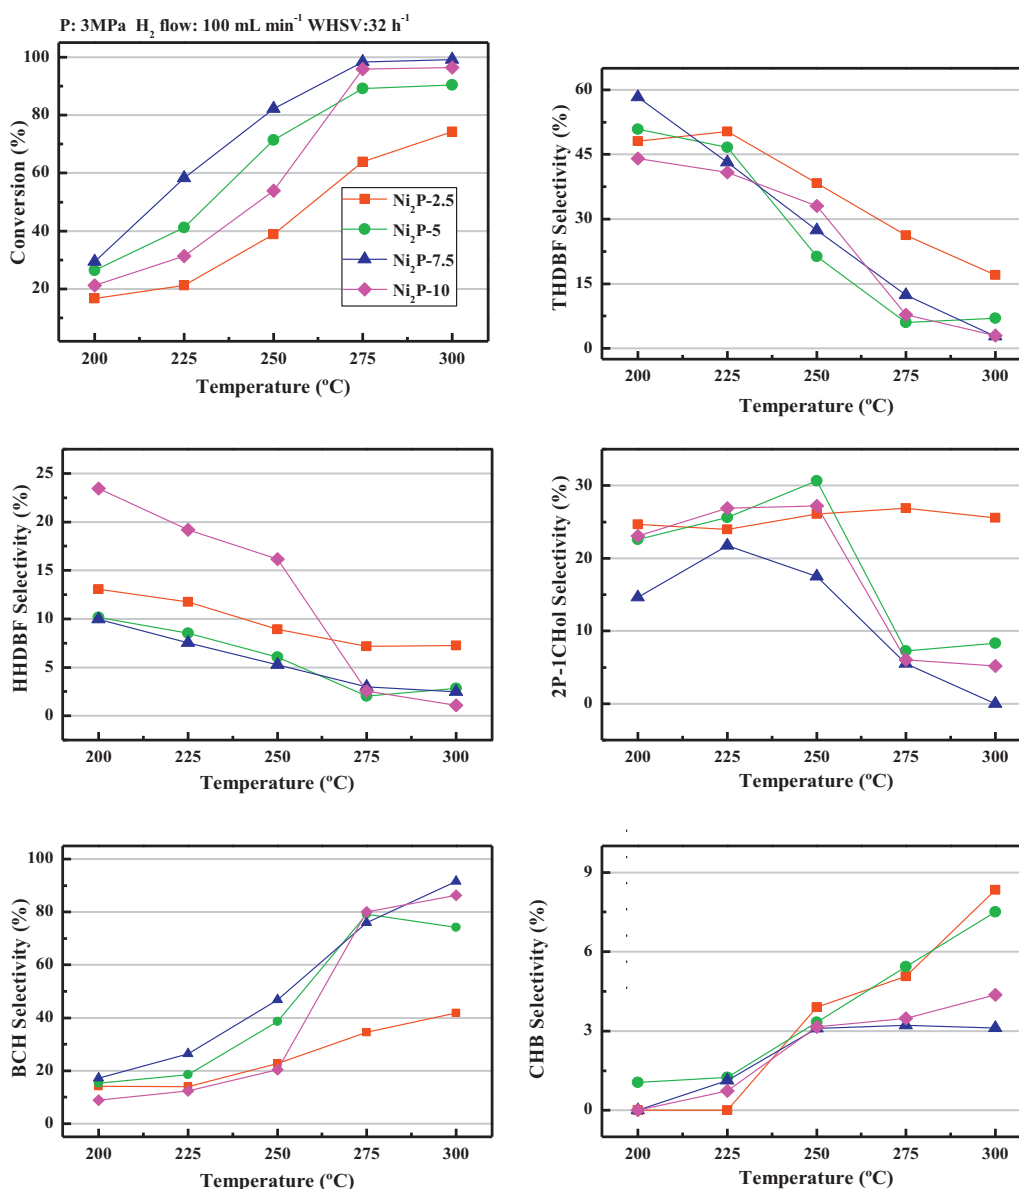 P: 3MPa H₂ flow: 100 mL min⁻¹ WHSV:32 h⁻¹
Conversion (%)
100
80
60
40
20
200 225 250 275 300
Temperature (ºC)
Ni₂P-2.5
Ni₂P-5
Ni₂P-7.5
Ni₂P-10
THDBF Selectivity (%)
60
45
30
15
0
200 225 250 275 300
Temperature (ºC)
HHDBF Selectivity (%)
25
20
15
10
5
0
200 225 250 275 300
Temperature (ºC)
2P-1CHol Selectivity (%)
30
20
10
0
200 225 250 275 300
Temperature (ºC)
BCH Selectivity (%)
100
80
60
40
20
0
200 225 250 275 300
Temperature (ºC)
CHB Selectivity (%)
9
6
3
0
200 225 250 275 300
Temperature (ºC)